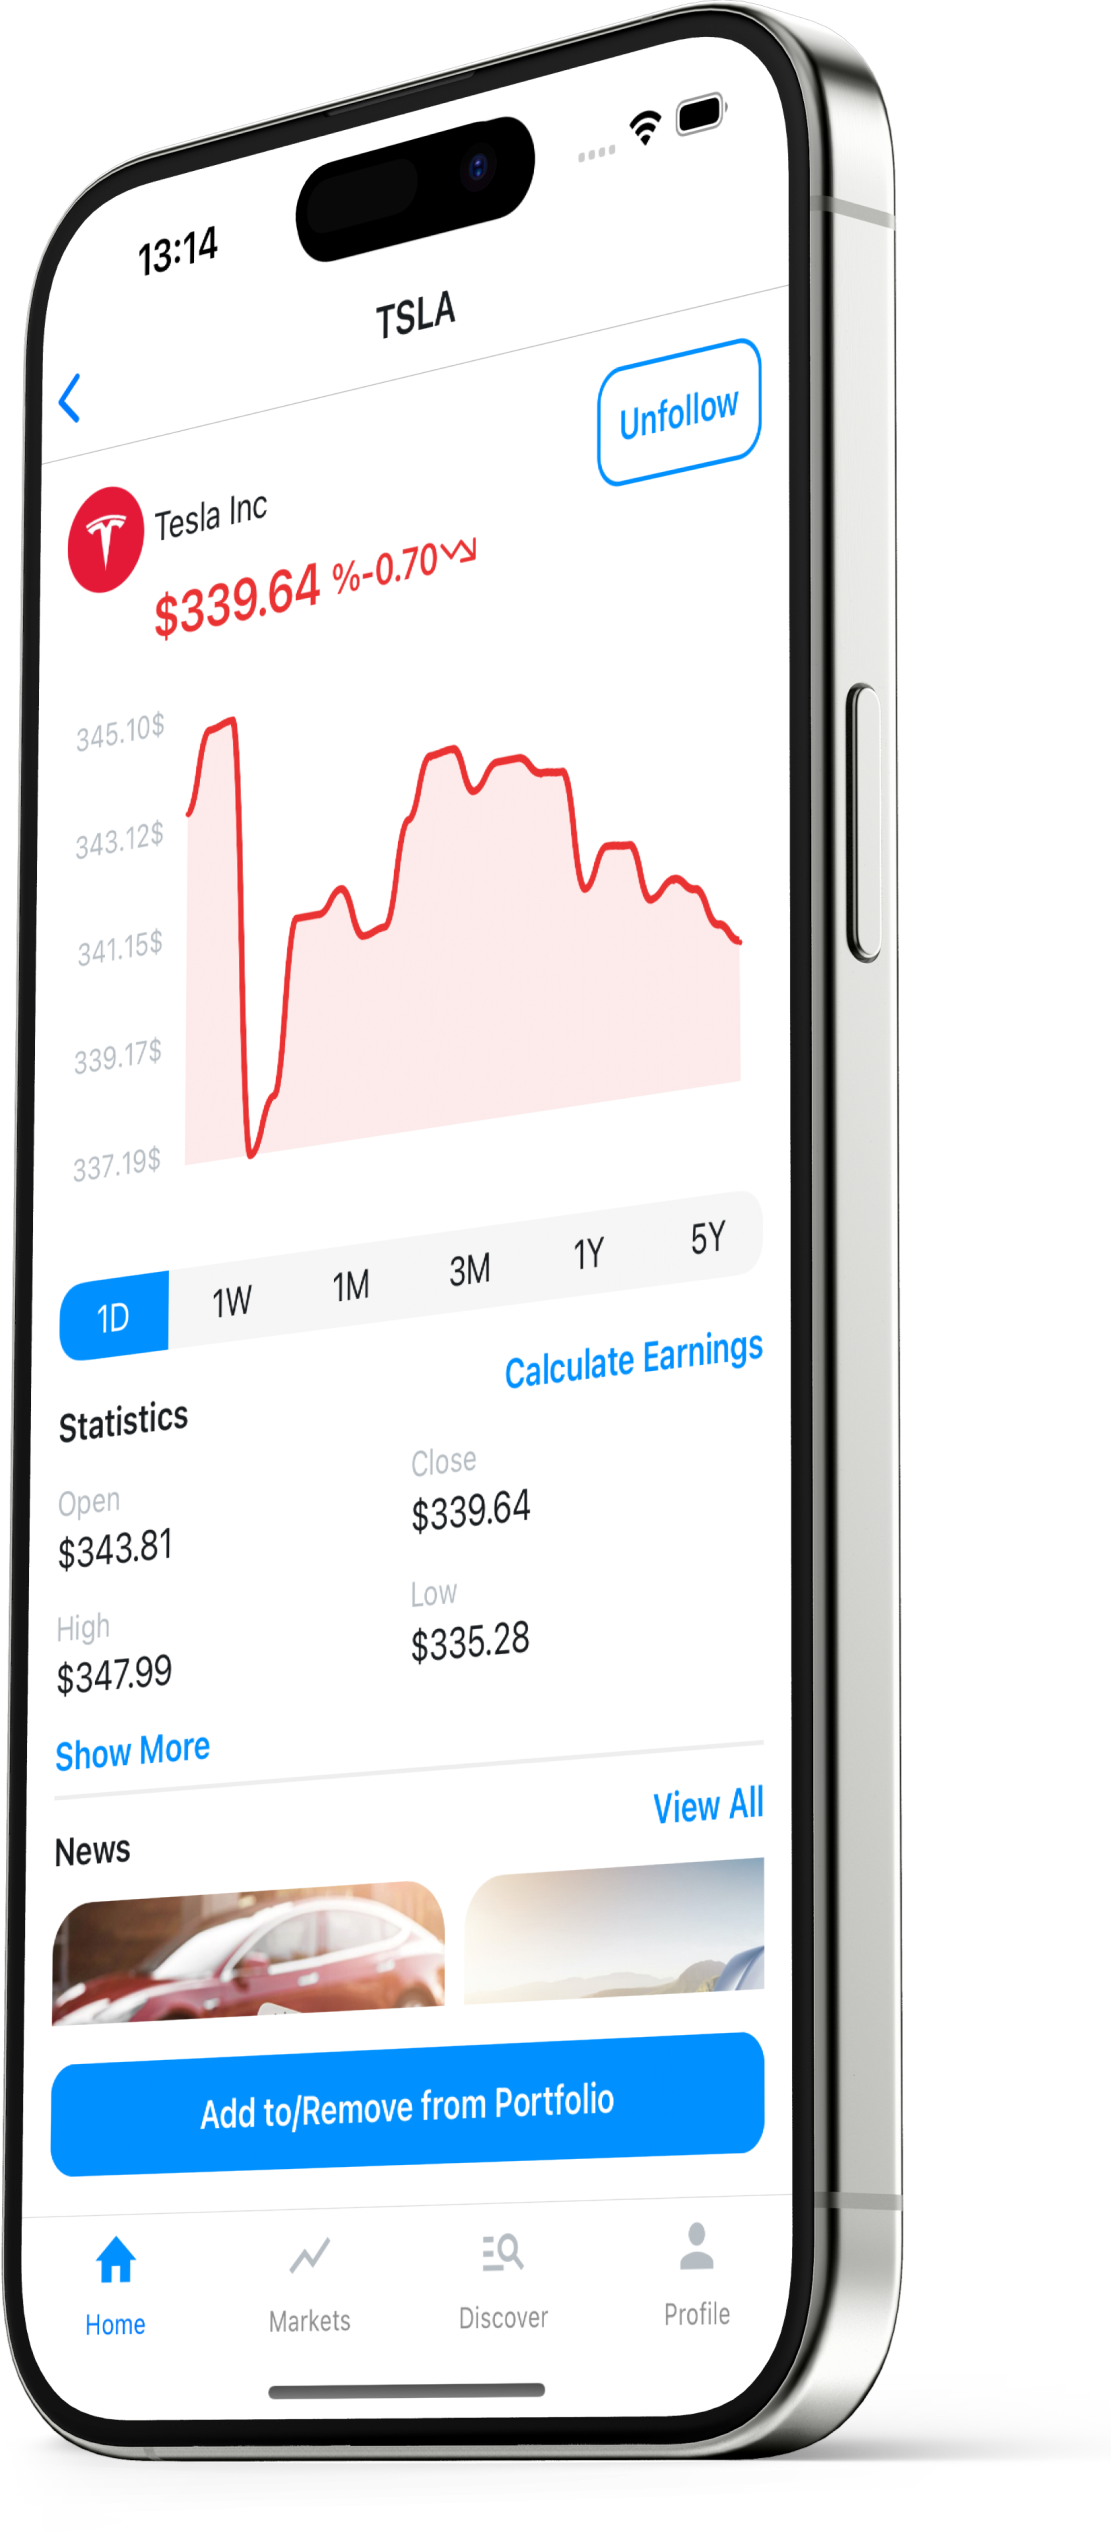 13:14
TSLA
Unfollow
Tesla Inc
$339.64 %-0.70
345.10$
343.12$
341.15$
339.17$
337.19$
1D 1W 1M 3M 1Y 5Y
Calculate Earnings
Statistics
Open
$343.81
Close
$339.64
High
$347.99
Low
$335.28
Show More
View All
News
Add to/Remove from Portfolio
Home Markets Discover Profile